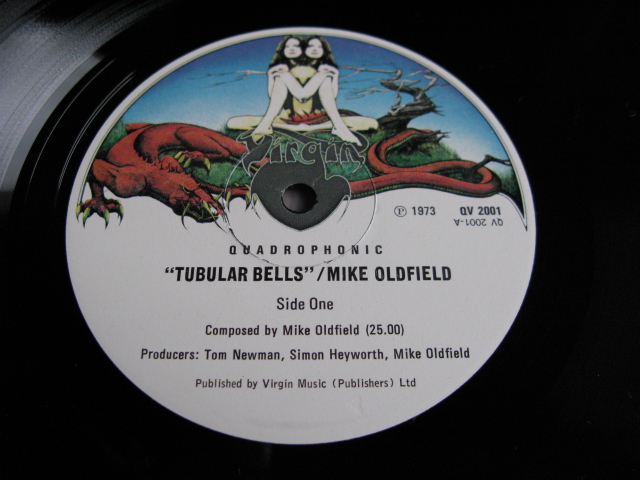 Virgin
℗ 1973 QV 2001
QV 2001-A
QUADROPHONIC
"TUBULAR BELLS"/MIKE OLDFIELD
Side One
Composed by Mike Oldfield (25.00)
Producers: Tom Newman, Simon Heyworth, Mike Oldfield
Published by Virgin Music (Publishers) Ltd